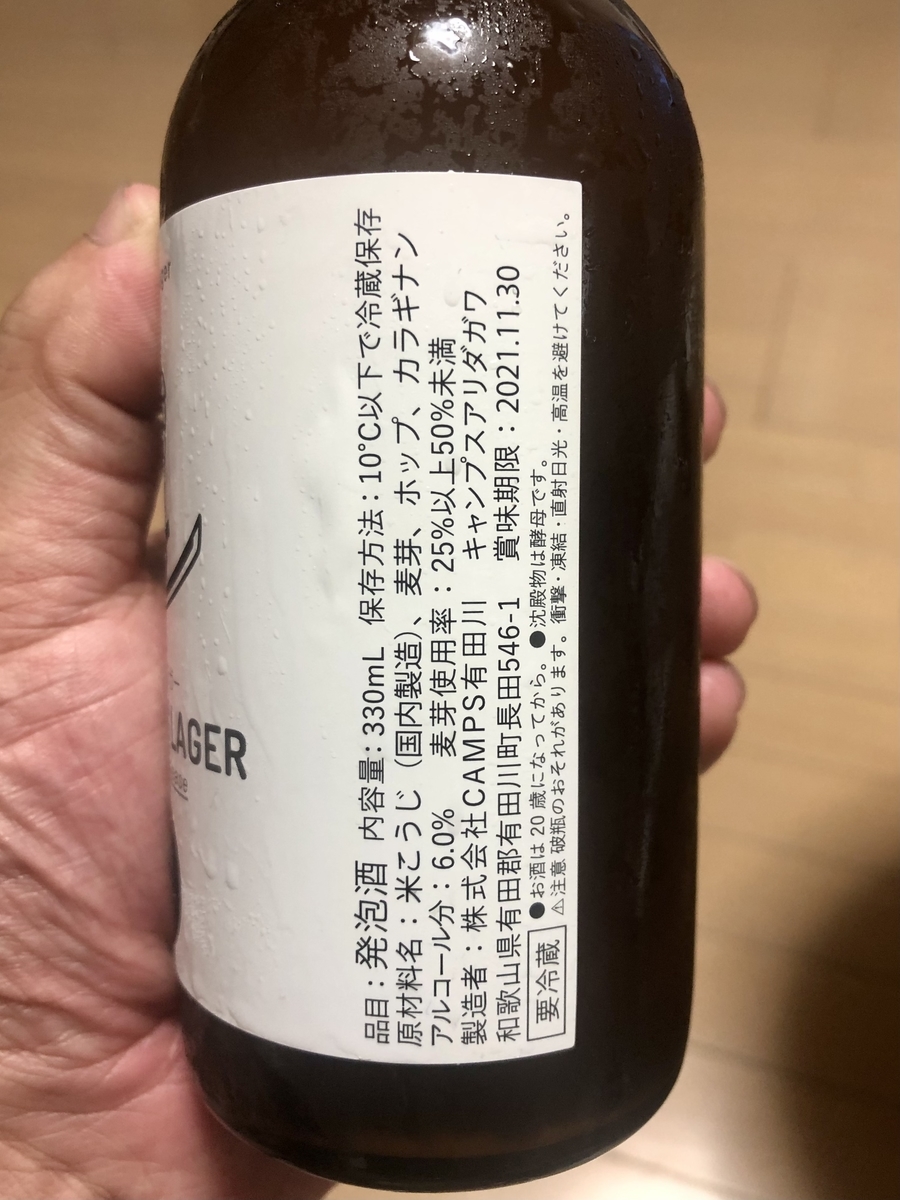 LAGER
品目：発泡酒 内容量：330mL 保存方法：10℃以下で冷蔵保存
原材料名：米こうじ（国内製造）、麦芽、ホップ、カラギナン
アルコール分：6.0% 麦芽使用率：25%以上50%未満
製造者：株式会社CAMPS有田川 キャンプスアリダガワ
和歌山県有田郡有田川町長田546-1 賞味期限：2021.11.30
要冷蔵
●お酒は20歳になってから。 ●沈殿物は酵母です。
⚠注意 破瓶のおそれがあります。衝撃・凍結・直射日光・高温を避けてください。